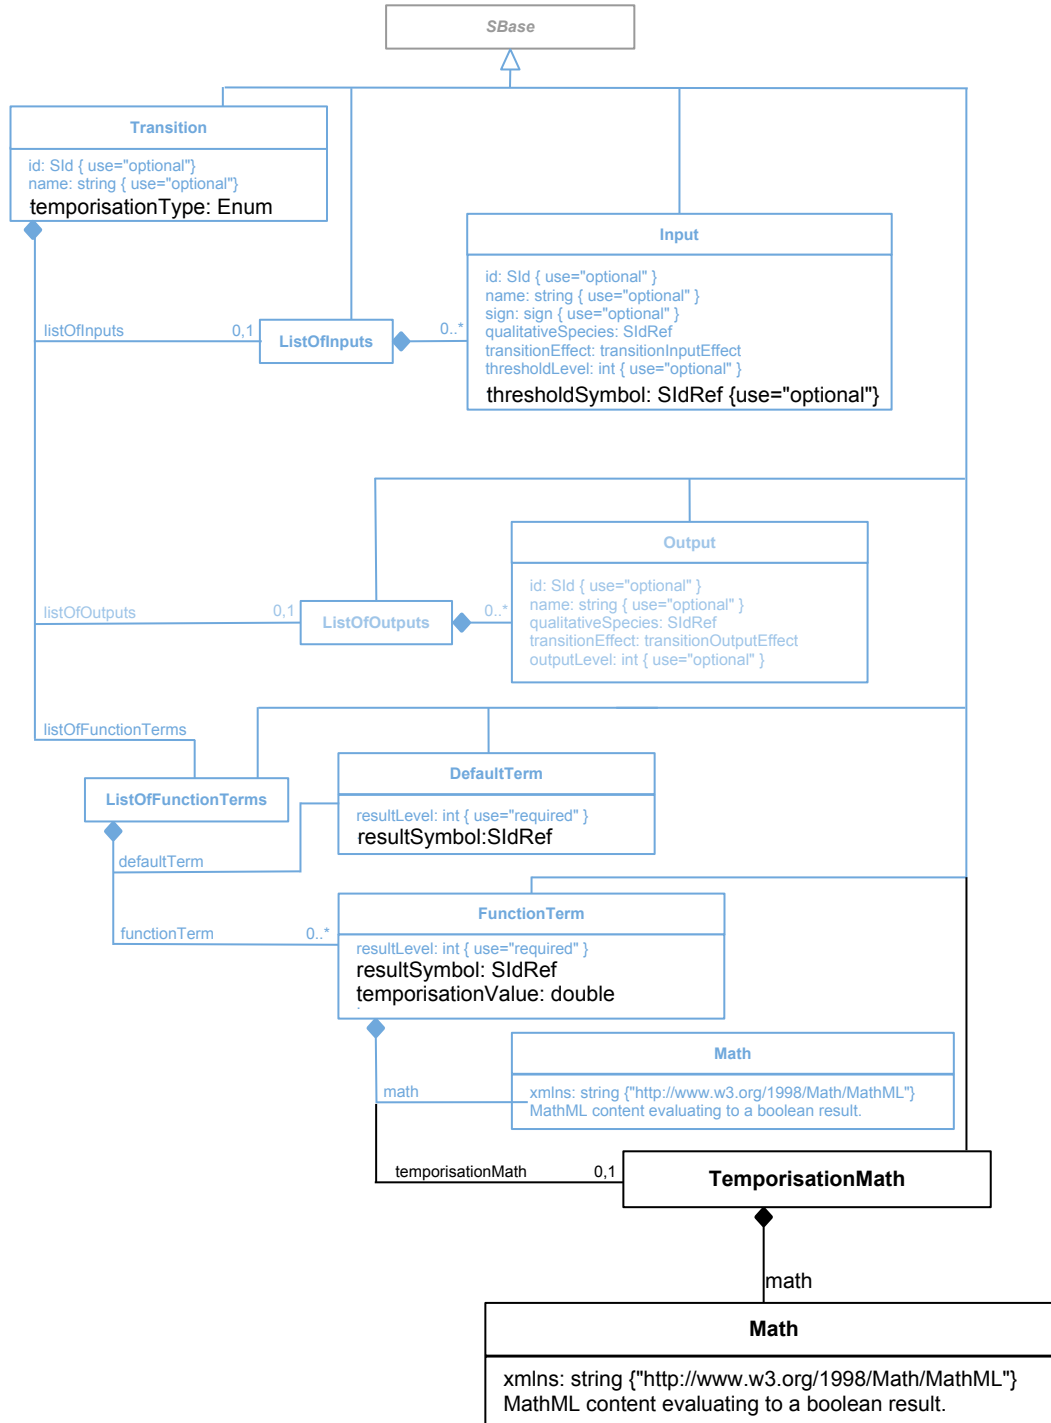 SBase
Transition
id: SId { use="optional"}
name: string { use="optional"}
temporisationType: Enum
Input
id: SId { use="optional" }
name: string { use="optional" }
sign: sign { use="optional" }
qualitativeSpecies: SIdRef
transitionEffect: transitionInputEffect
thresholdLevel: int { use="optional" }
thresholdSymbol: SIdRef {use="optional"}
listOfInputs
0,1
ListOfInputs
0..*
Output
id: SId { use="optional" }
name: string { use="optional" }
qualitativeSpecies: SIdRef
transitionEffect: transitionOutputEffect
outputLevel: int { use="optional" }
listOfOutputs
0,1
ListOfOutputs
0..*
listOfFunctionTerms
ListOfFunctionTerms
DefaultTerm
resultLevel: int { use="required" }
resultSymbol:SIdRef
defaultTerm
FunctionTerm
resultLevel: int { use="required" }
resultSymbol: SIdRef
temporisationValue: double
functionTerm
0..*
Math
xmlns: string {"http://www.w3.org/1998/Math/MathML"}
MathML content evaluating to a boolean result.
math
temporisationMath
0,1
TemporisationMath
math
Math
xmlns: string {"http://www.w3.org/1998/Math/MathML"}
MathML content evaluating to a boolean result.